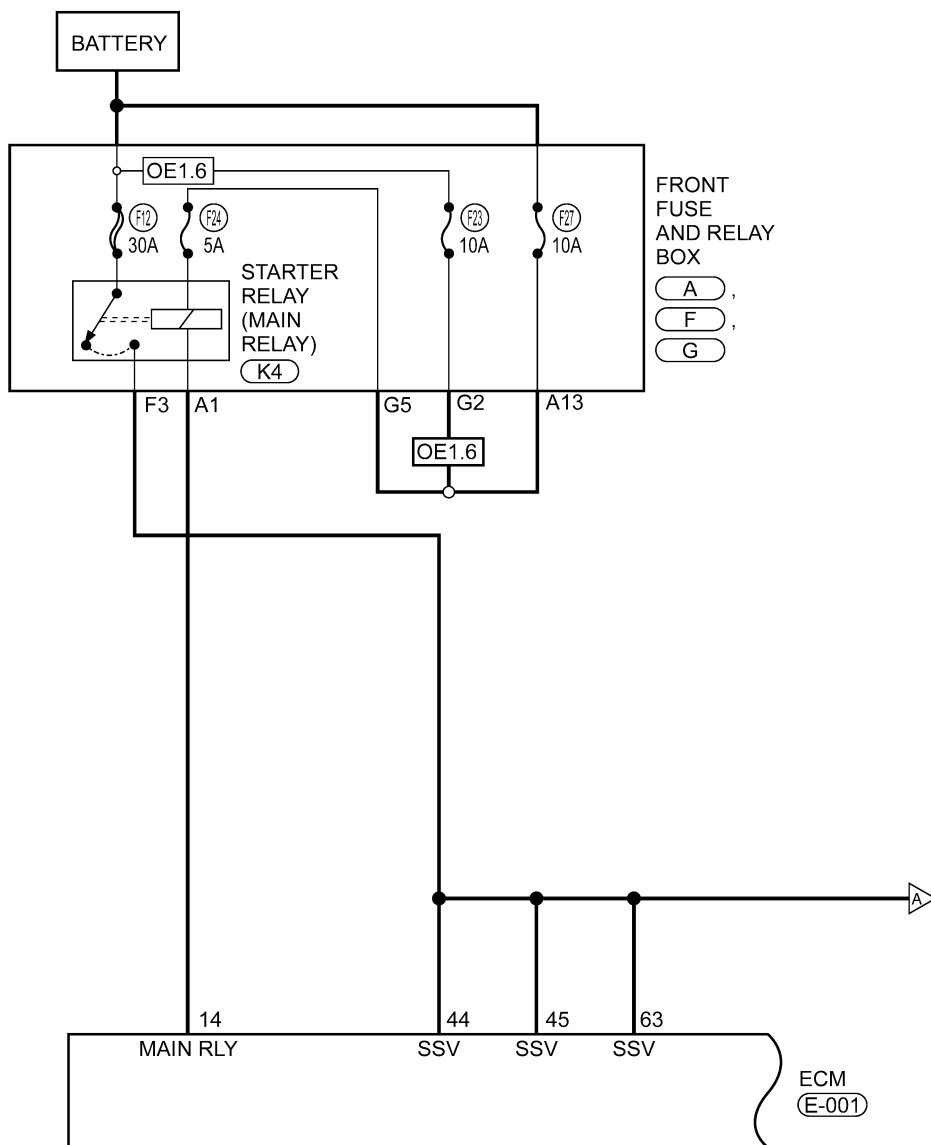 BATTERY
OE1.6
F12
30A
F24
5A
F23
10A
F27
10A
FRONT
FUSE
AND RELAY
BOX
A ,
F ,
G
STARTER
RELAY
(MAIN
RELAY)
K4
F3
A1
G5
G2
A13
OE1.6
A
14
44
45
63
MAIN RLY
SSV
SSV
SSV
ECM
E-001